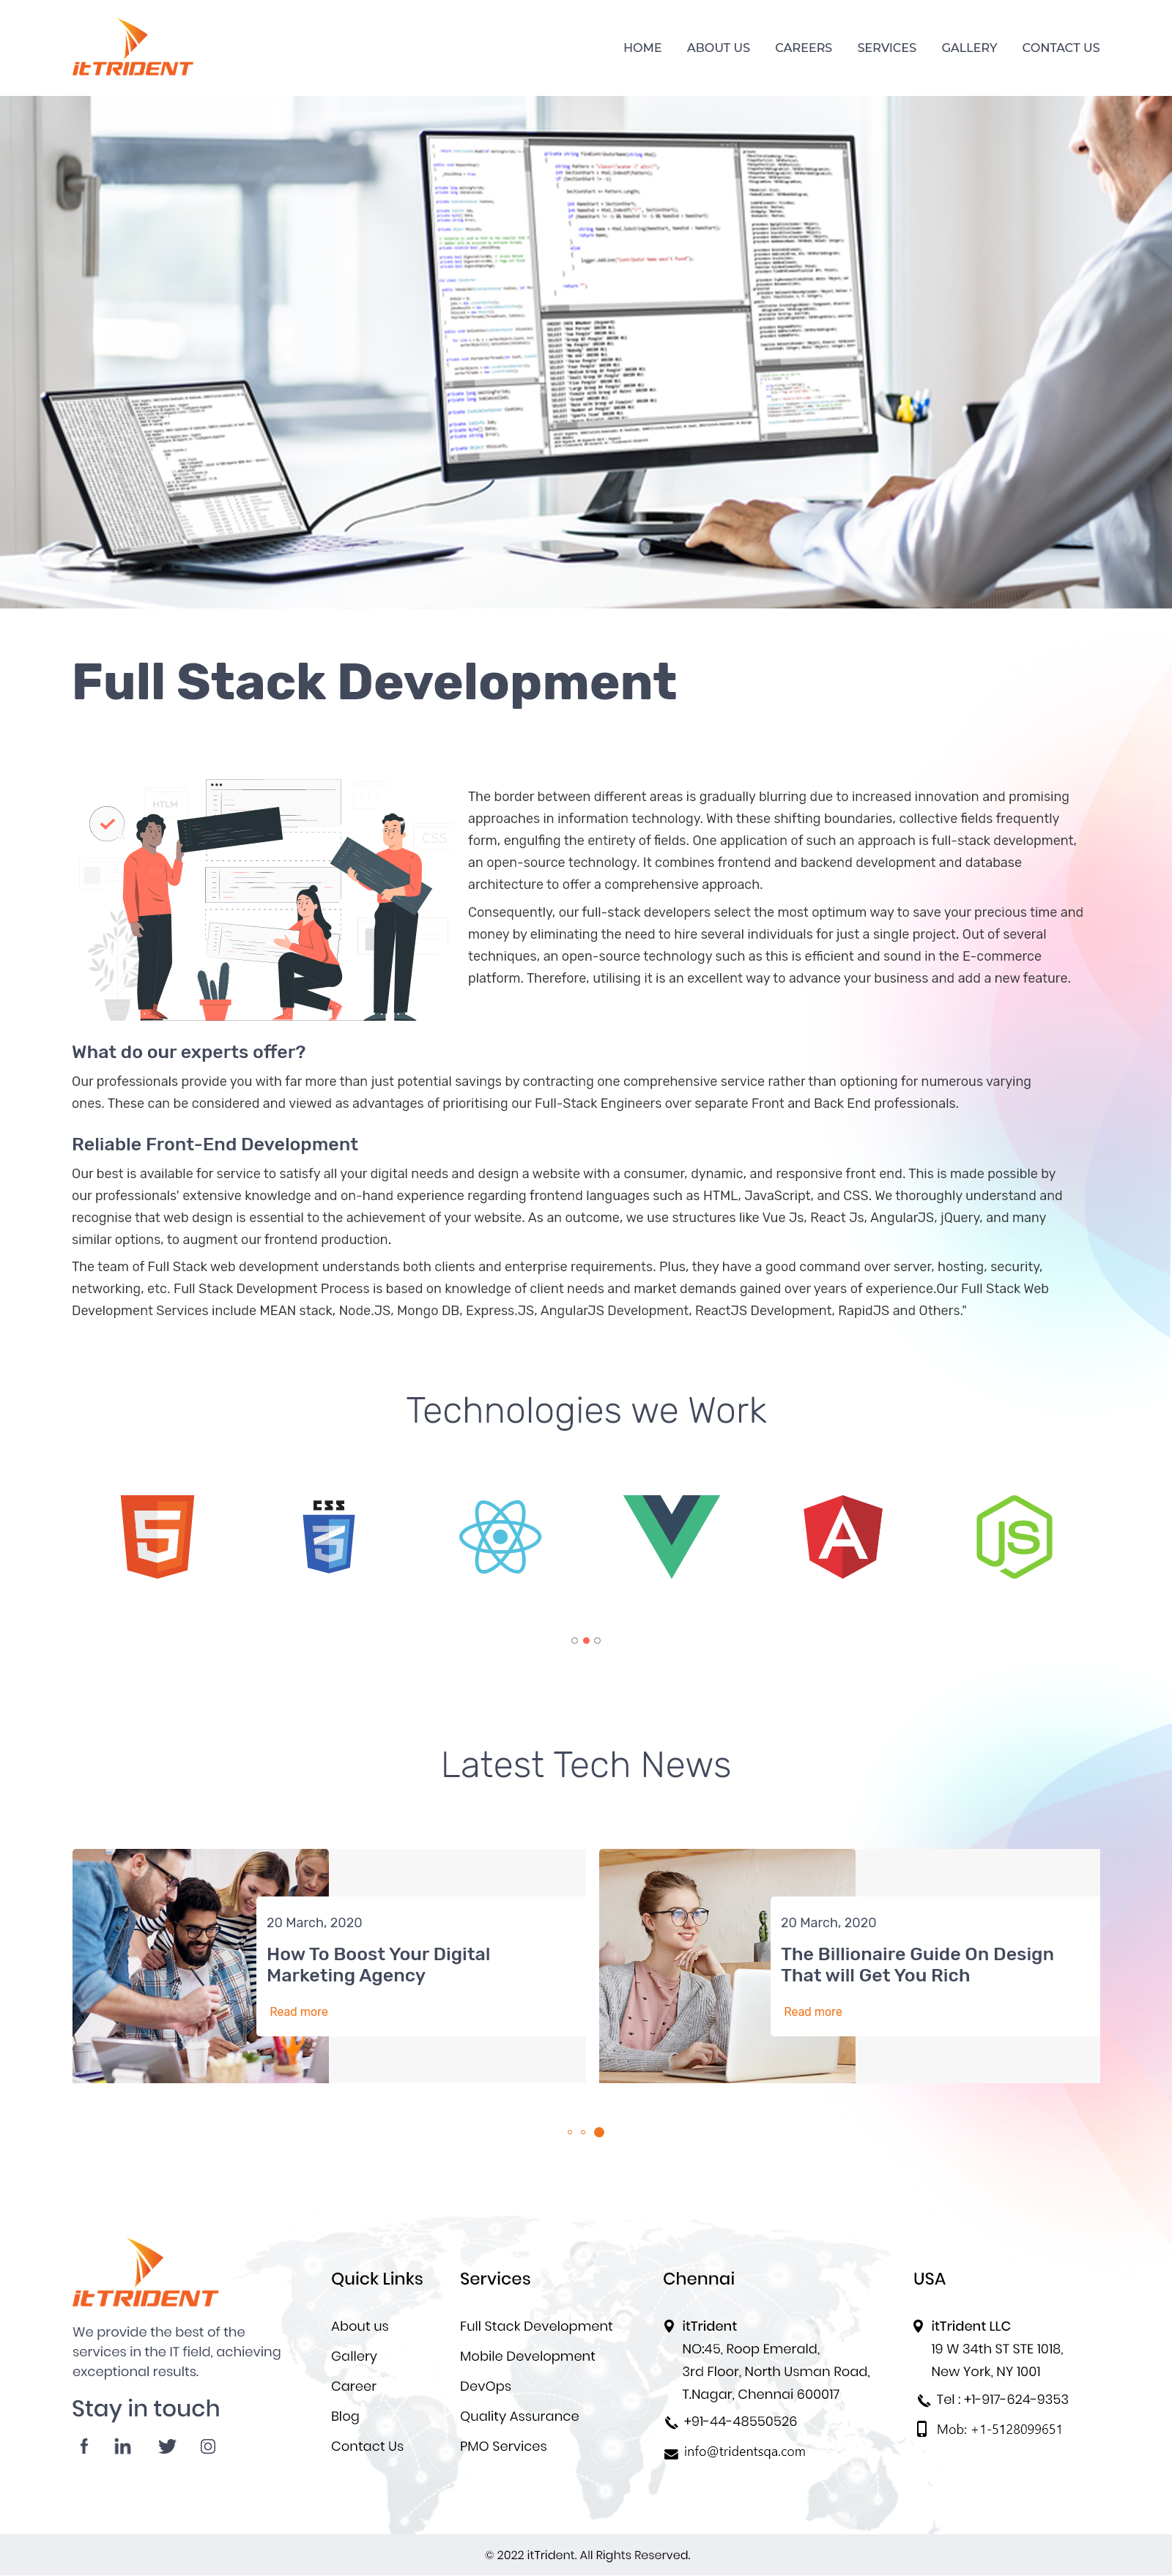 itTRIDENT
HOME ABOUT US CAREERS SERVICES GALLERY CONTACT US
Full Stack Development
HTLM
CSS
The border between different areas is gradually blurring due to increased innovation and promising
approaches in information technology. With these shifting boundaries, collective fields frequently
form, engulfing the entirety of fields. One application of such an approach is full-stack development,
an open-source technology. It combines frontend and backend development and database
architecture to offer a comprehensive approach.
Consequently, our full-stack developers select the most optimum way to save your precious time and
money by eliminating the need to hire several individuals for just a single project. Out of several
techniques, an open-source technology such as this is efficient and sound in the E-commerce
platform. Therefore, utilising it is an excellent way to advance your business and add a new feature.
What do our experts offer?
Our professionals provide you with far more than just potential savings by contracting one comprehensive service rather than optioning for numerous varying
ones. These can be considered and viewed as advantages of prioritising our Full-Stack Engineers over separate Front and Back End professionals.
Reliable Front-End Development
Our best is available for service to satisfy all your digital needs and design a website with a consumer, dynamic, and responsive front end. This is made possible by
our professionals' extensive knowledge and on-hand experience regarding frontend languages such as HTML, JavaScript, and CSS. We thoroughly understand and
recognise that web design is essential to the achievement of your website. As an outcome, we use structures like Vue Js, React Js, AngularJS, jQuery, and many
similar options, to augment our frontend production.
The team of Full Stack web development understands both clients and enterprise requirements. Plus, they have a good command over server, hosting, security,
networking, etc. Full Stack Development Process is based on knowledge of client needs and market demands gained over years of experience.Our Full Stack Web
Development Services include MEAN stack, Node.JS, Mongo DB, Express.JS, AngularJS Development, ReactJS Development, RapidJS and Others."
Technologies we Work
5
CSS
3
A
JS
Latest Tech News
20 March, 2020
How To Boost Your Digital
Marketing Agency
Read more
20 March, 2020
The Billionaire Guide On Design
That will Get You Rich
Read more
itTRIDENT
We provide the best of the
services in the IT field, achieving
exceptional results.
Stay in touch
Quick Links
About us
Gallery
Career
Blog
Contact Us
Services
Full Stack Development
Mobile Development
DevOps
Quality Assurance
PMO Services
Chennai
itTrident
NO:45, Roop Emerald,
3rd Floor, North Usman Road,
T.Nagar, Chennai 600017
+91-44-48550526
info@tridentsqa.com
USA
itTrident LLC
19 W 34th ST STE 1018,
New York, NY 1001
Tel : +1-917-624-9353
Mob: +1-5128099651
© 2022 itTrident. All Rights Reserved.